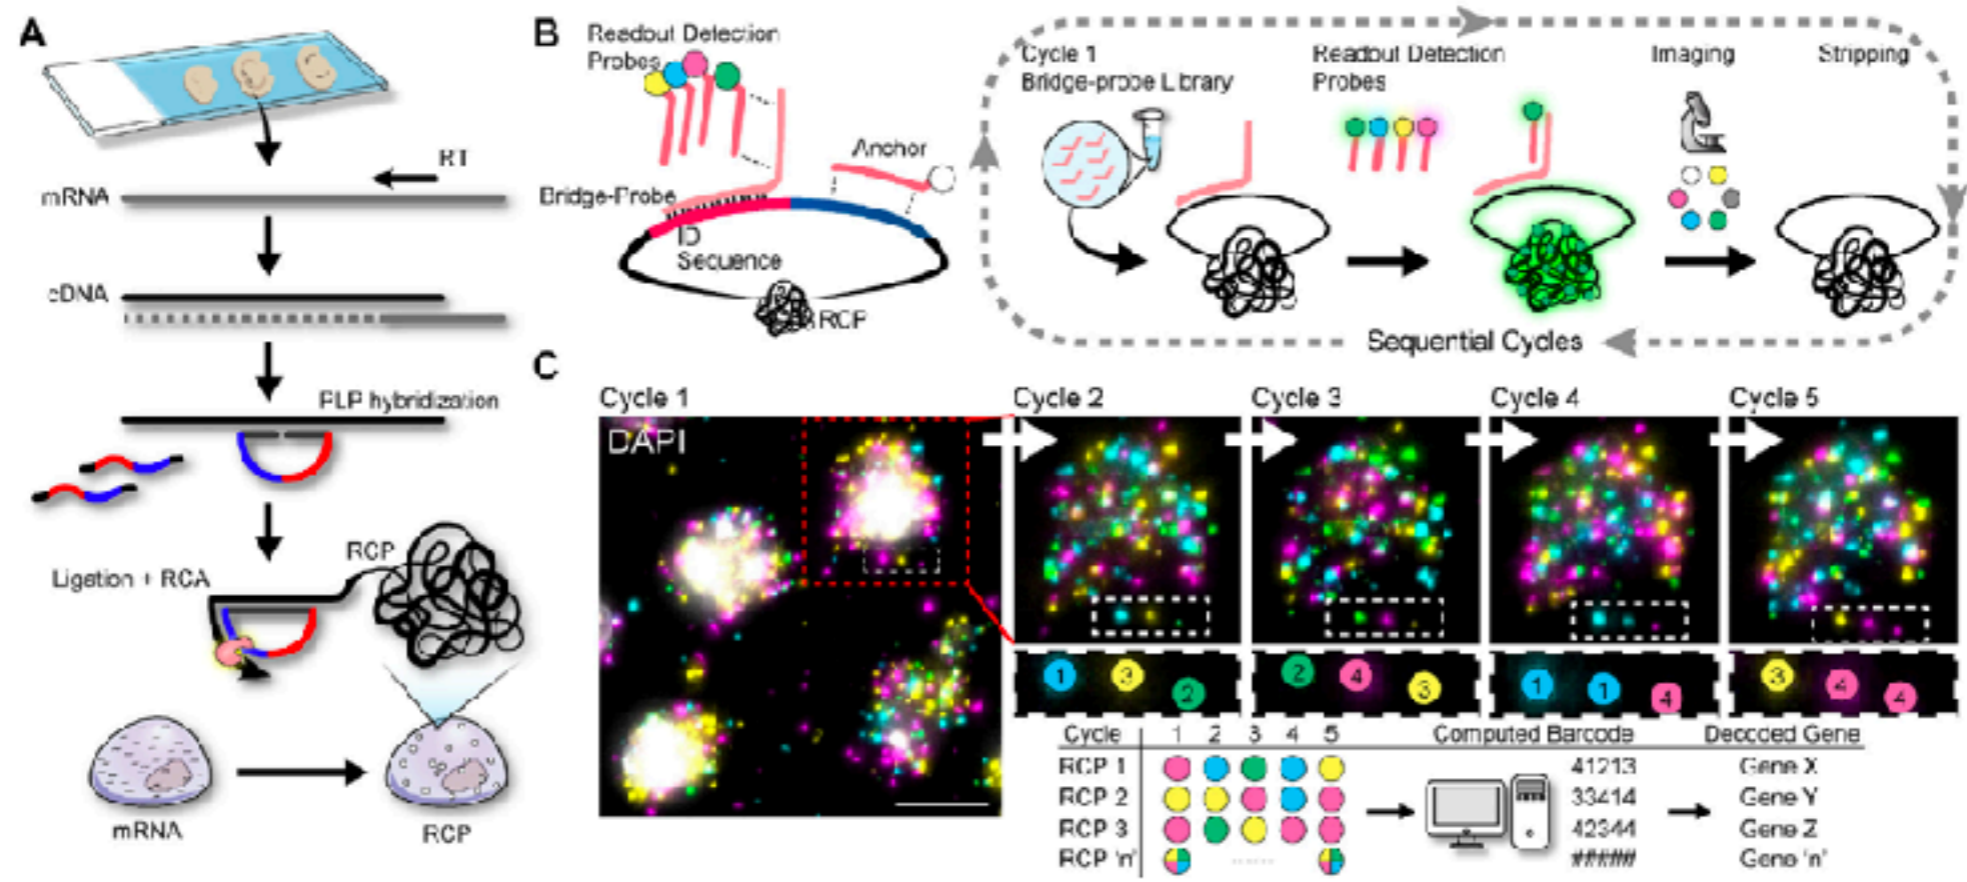 A
RT
mRNA
cDNA
PLP hybridization
Ligation + RCA
RCP
mRNA
RCP
B
Readout Detection
Probes
Anchor
Bridge-Probe
ID
Sequence
RCP
Cycle 1
Bridge-probe Library
Readout Detection
Probes
Imaging
Stripping
Sequential Cycles
C
Cycle 1
DAPI
Cycle 2
Cycle 3
Cycle 4
Cycle 5
1 3 2
2 4 3
1 1 4
3 4 4
Cycle 1 2 3 4 5 Computed Barcode Decoded Gene
RCP 1 41213 Gene X
RCP 2 33414 Gene Y
RCP 3 42344 Gene Z
RCP 'n' ------ ##### Gene 'n'